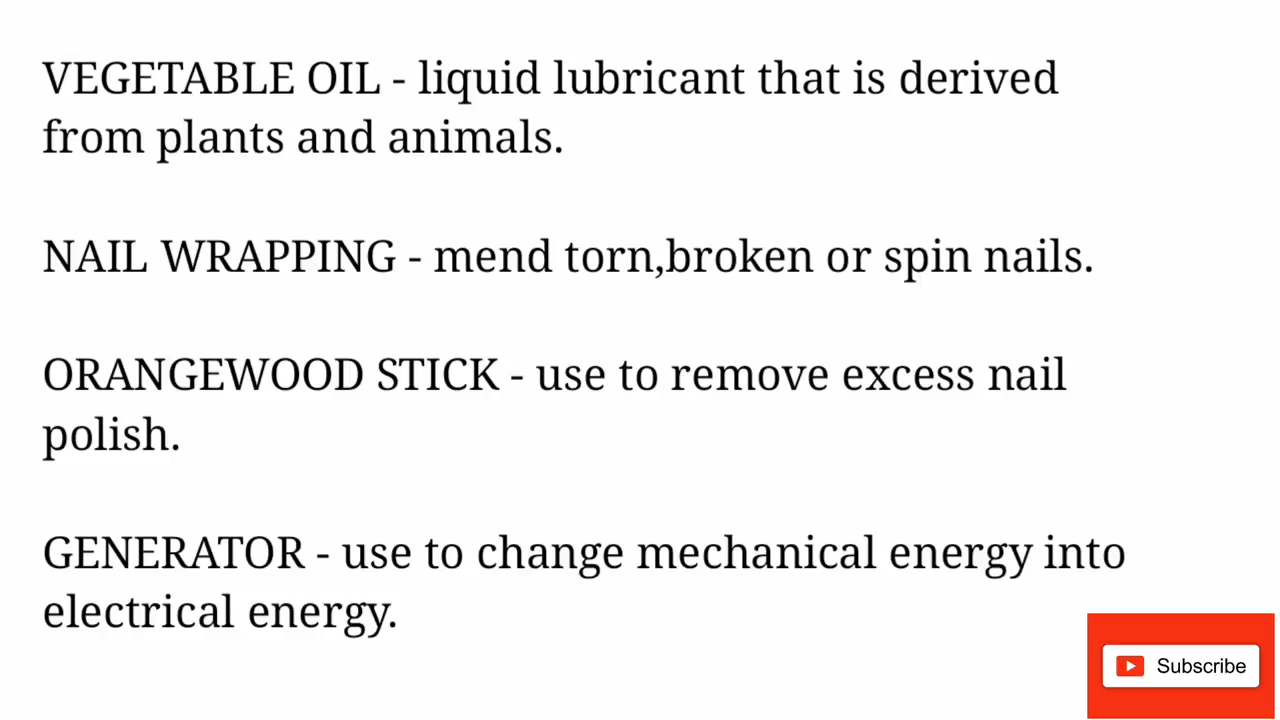 VEGETABLE OIL - liquid lubricant that is derived
from plants and animals.
NAIL WRAPPING - mend torn,broken or spin nails.
ORANGEWOOD STICK - use to remove excess nail
polish.
GENERATOR - use to change mechanical energy into
electrical energy.
Subscribe